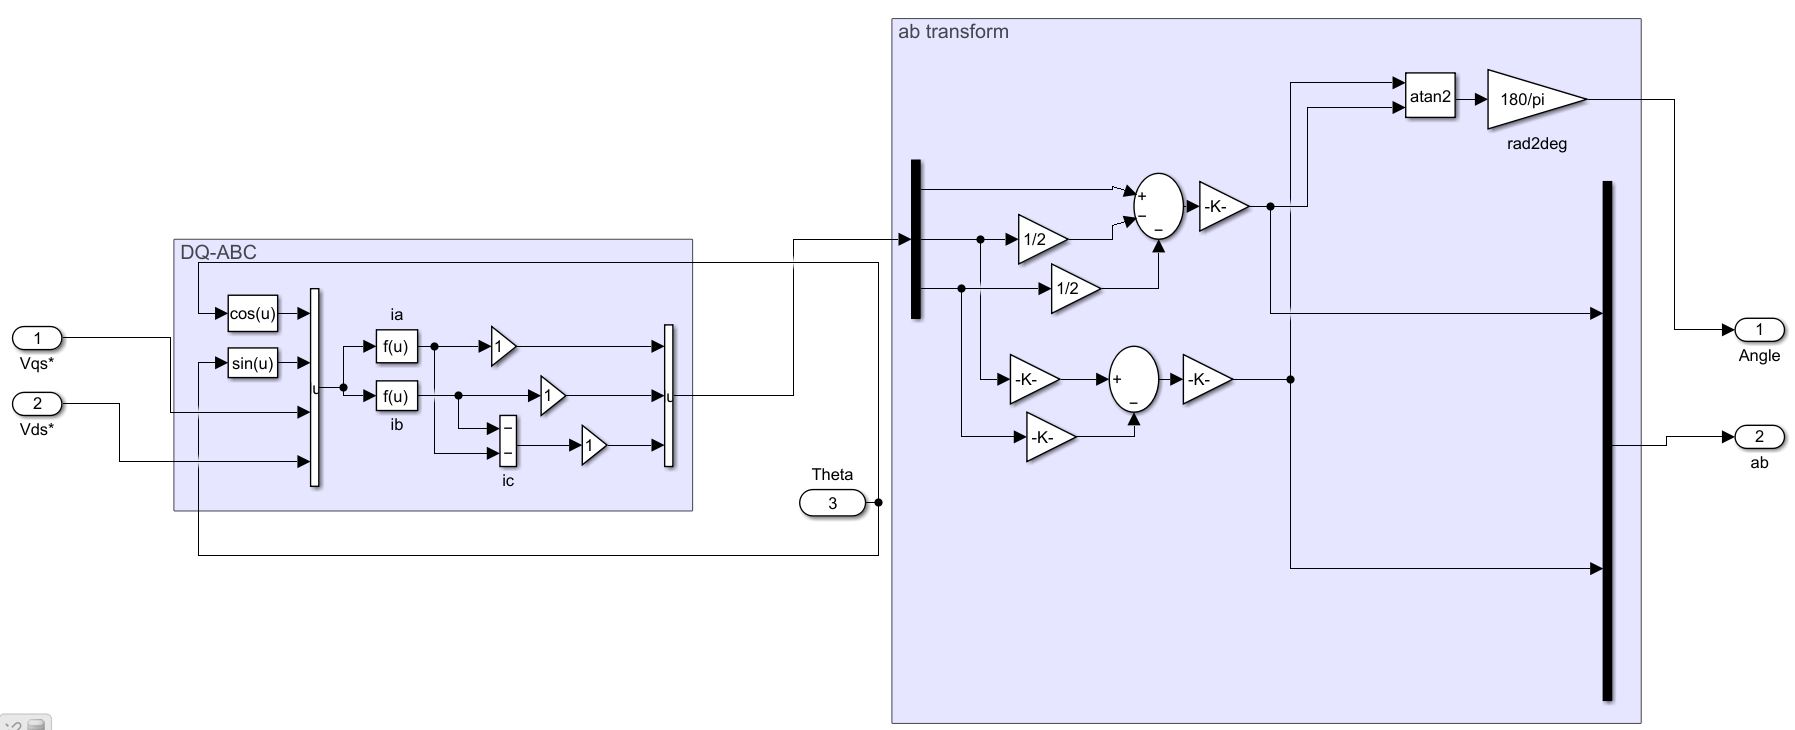 ab transform
atan2
180/pi
rad2deg
+
−
−
-K-
1/2
1/2
DQ-ABC
cos(u)
sin(u)
1
Vqs*
2
Vds*
ia
f(u)
f(u)
ib
1
1
−
−
1
ic
Theta
3
-K-
+
−
-K-
-K-
1
Angle
2
ab